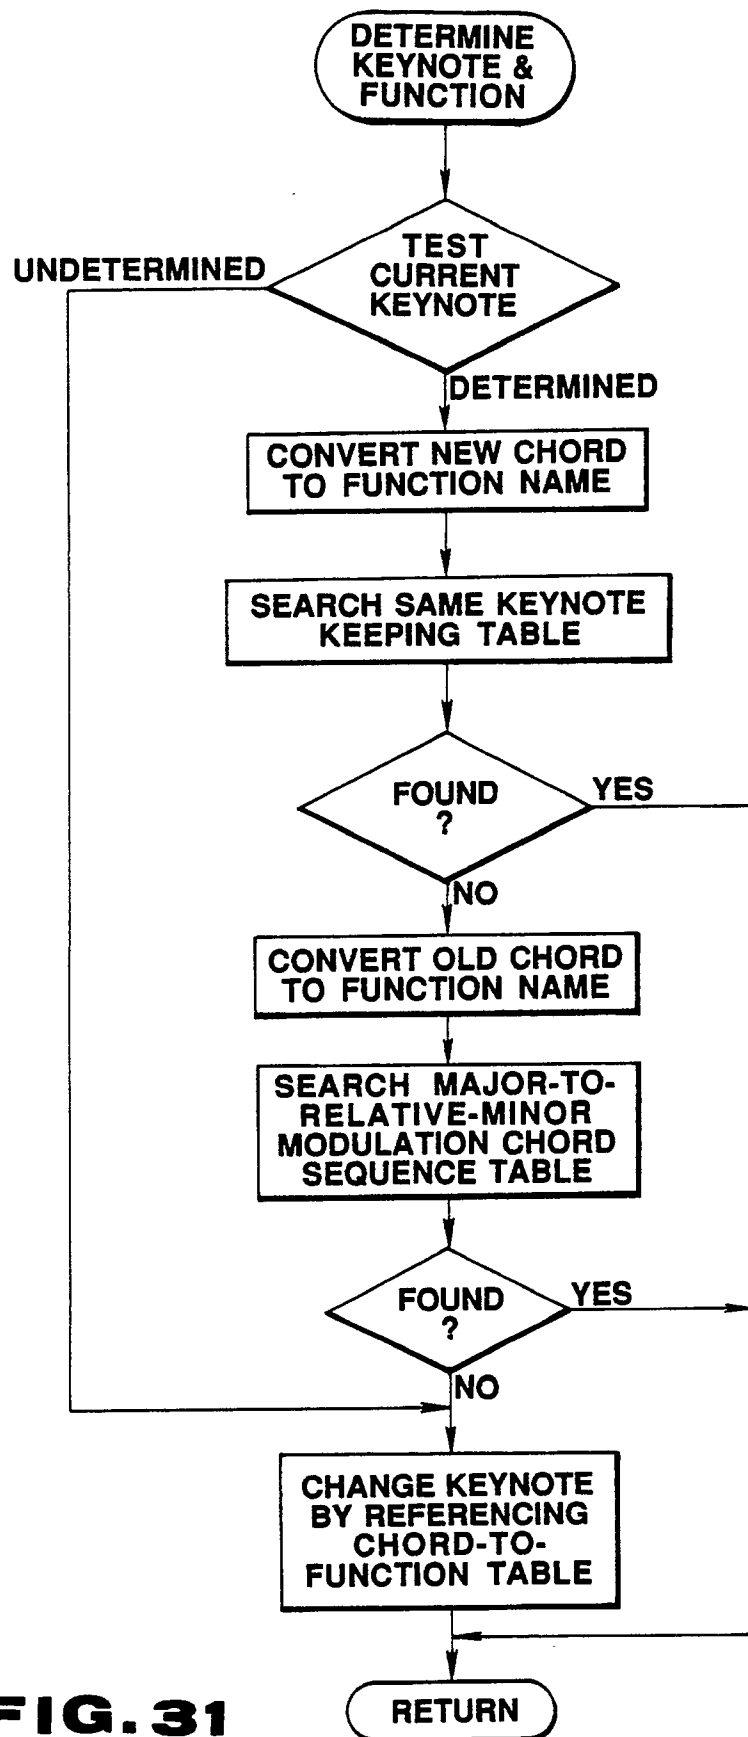 DETERMINE
KEYNOTE &
FUNCTION
TEST
CURRENT
KEYNOTE
UNDETERMINED
DETERMINED
CONVERT NEW CHORD
TO FUNCTION NAME
SEARCH SAME KEYNOTE
KEEPING TABLE
FOUND
?
YES
NO
CONVERT OLD CHORD
TO FUNCTION NAME
SEARCH MAJOR-TO-
RELATIVE-MINOR
MODULATION CHORD
SEQUENCE TABLE
FOUND
?
YES
NO
CHANGE KEYNOTE
BY REFERENCING
CHORD-TO-
FUNCTION TABLE
RETURN
FIG. 31